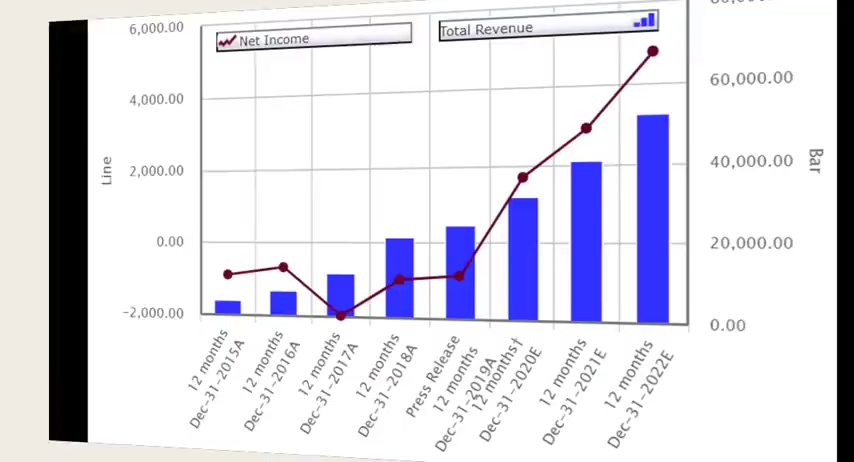 6,000.00
4,000.00
2,000.00
0.00
-2,000.00
Line
Net Income
Total Revenue
60,000.00
40,000.00
20,000.00
0.00
Bar
12 months
Dec-31-2015A
12 months
Dec-31-2016A
12 months
Dec-31-2017A
12 months
Dec-31-2018A
Press Release
12 months
Dec-31-2019A
12 months†
Dec-31-2020E
12 months
Dec-31-2021E
12 months
Dec-31-2022E